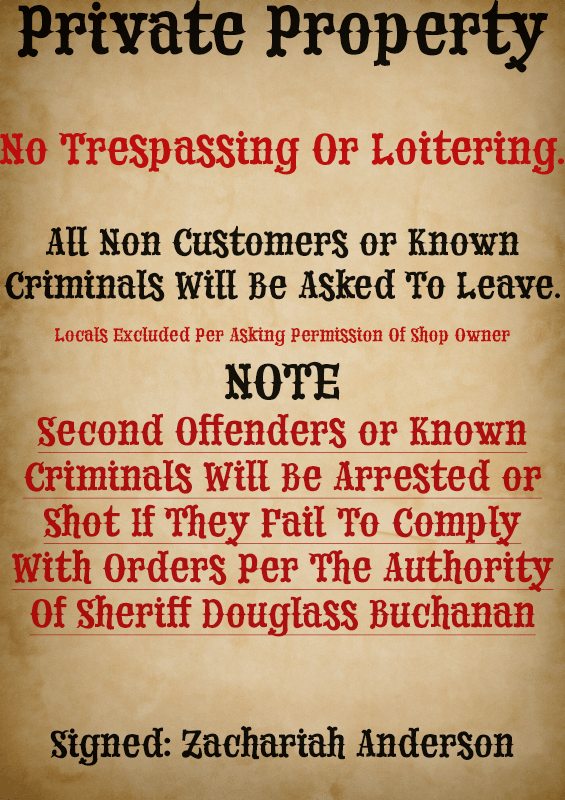 Private Property
No Trespassing Or Loitering.
All Non Customers or Known
Criminals Will Be Asked To Leave.
Locals Excluded Per Asking Permission Of Shop Owner
NOTE
Second Offenders or Known
Criminals Will Be Arrested or
Shot If They Fail To Comply
With Orders Per The Authority
Of Sheriff Douglass Buchanan
Signed: Zachariah Anderson